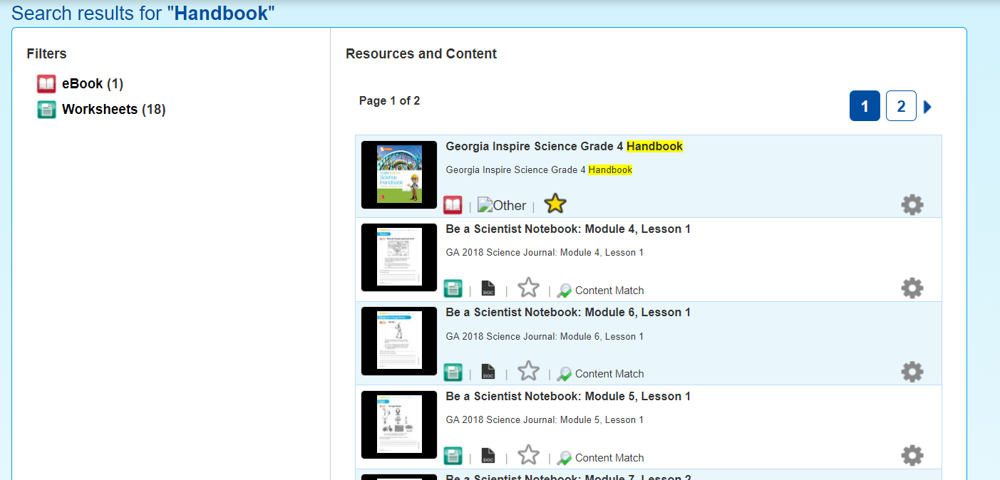 Search results for "Handbook"
Filters
eBook (1)
Worksheets (18)
Resources and Content
Page 1 of 2
1 2
Georgia Inspire Science Grade 4 Handbook
Georgia Inspire Science Grade 4 Handbook
Science
Handbook
| Other |
Be a Scientist Notebook: Module 4, Lesson 1
GA 2018 Science Journal: Module 4, Lesson 1
| DOC | | Content Match
Be a Scientist Notebook: Module 6, Lesson 1
GA 2018 Science Journal: Module 6, Lesson 1
| DOC | | Content Match
Be a Scientist Notebook: Module 5, Lesson 1
GA 2018 Science Journal: Module 5, Lesson 1
| DOC | | Content Match
Be a Scientist Notebook: Module 7, Lesson 2